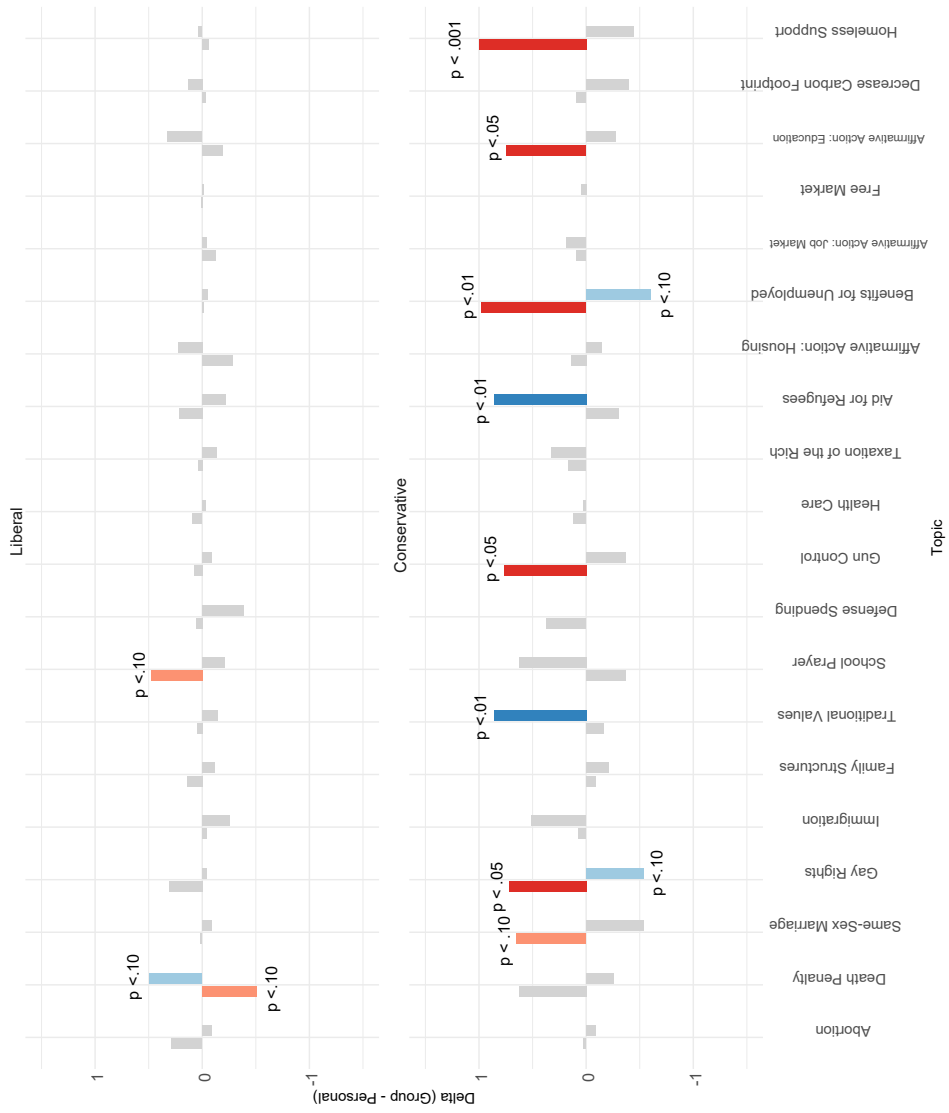 Liberal
p <.10
p <.10
p <.10
1
0
-1
Delta (Group - Personal)
Conservative
p < .001
p <.05
p <.01
p <.10
p <.01
p <.05
p <.01
p < .05
p <.10
p < .10
1
0
-1
Homeless Support
Decrease Carbon Footprint
Affirmative Action: Education
Free Market
Affirmative Action: Job Market
Benefits for Unemployed
Affirmative Action: Housing
Aid for Refugees
Taxation of the Rich
Health Care
Gun Control
Defense Spending
School Prayer
Traditional Values
Family Structures
Immigration
Gay Rights
Same-Sex Marriage
Death Penalty
Abortion
Topic